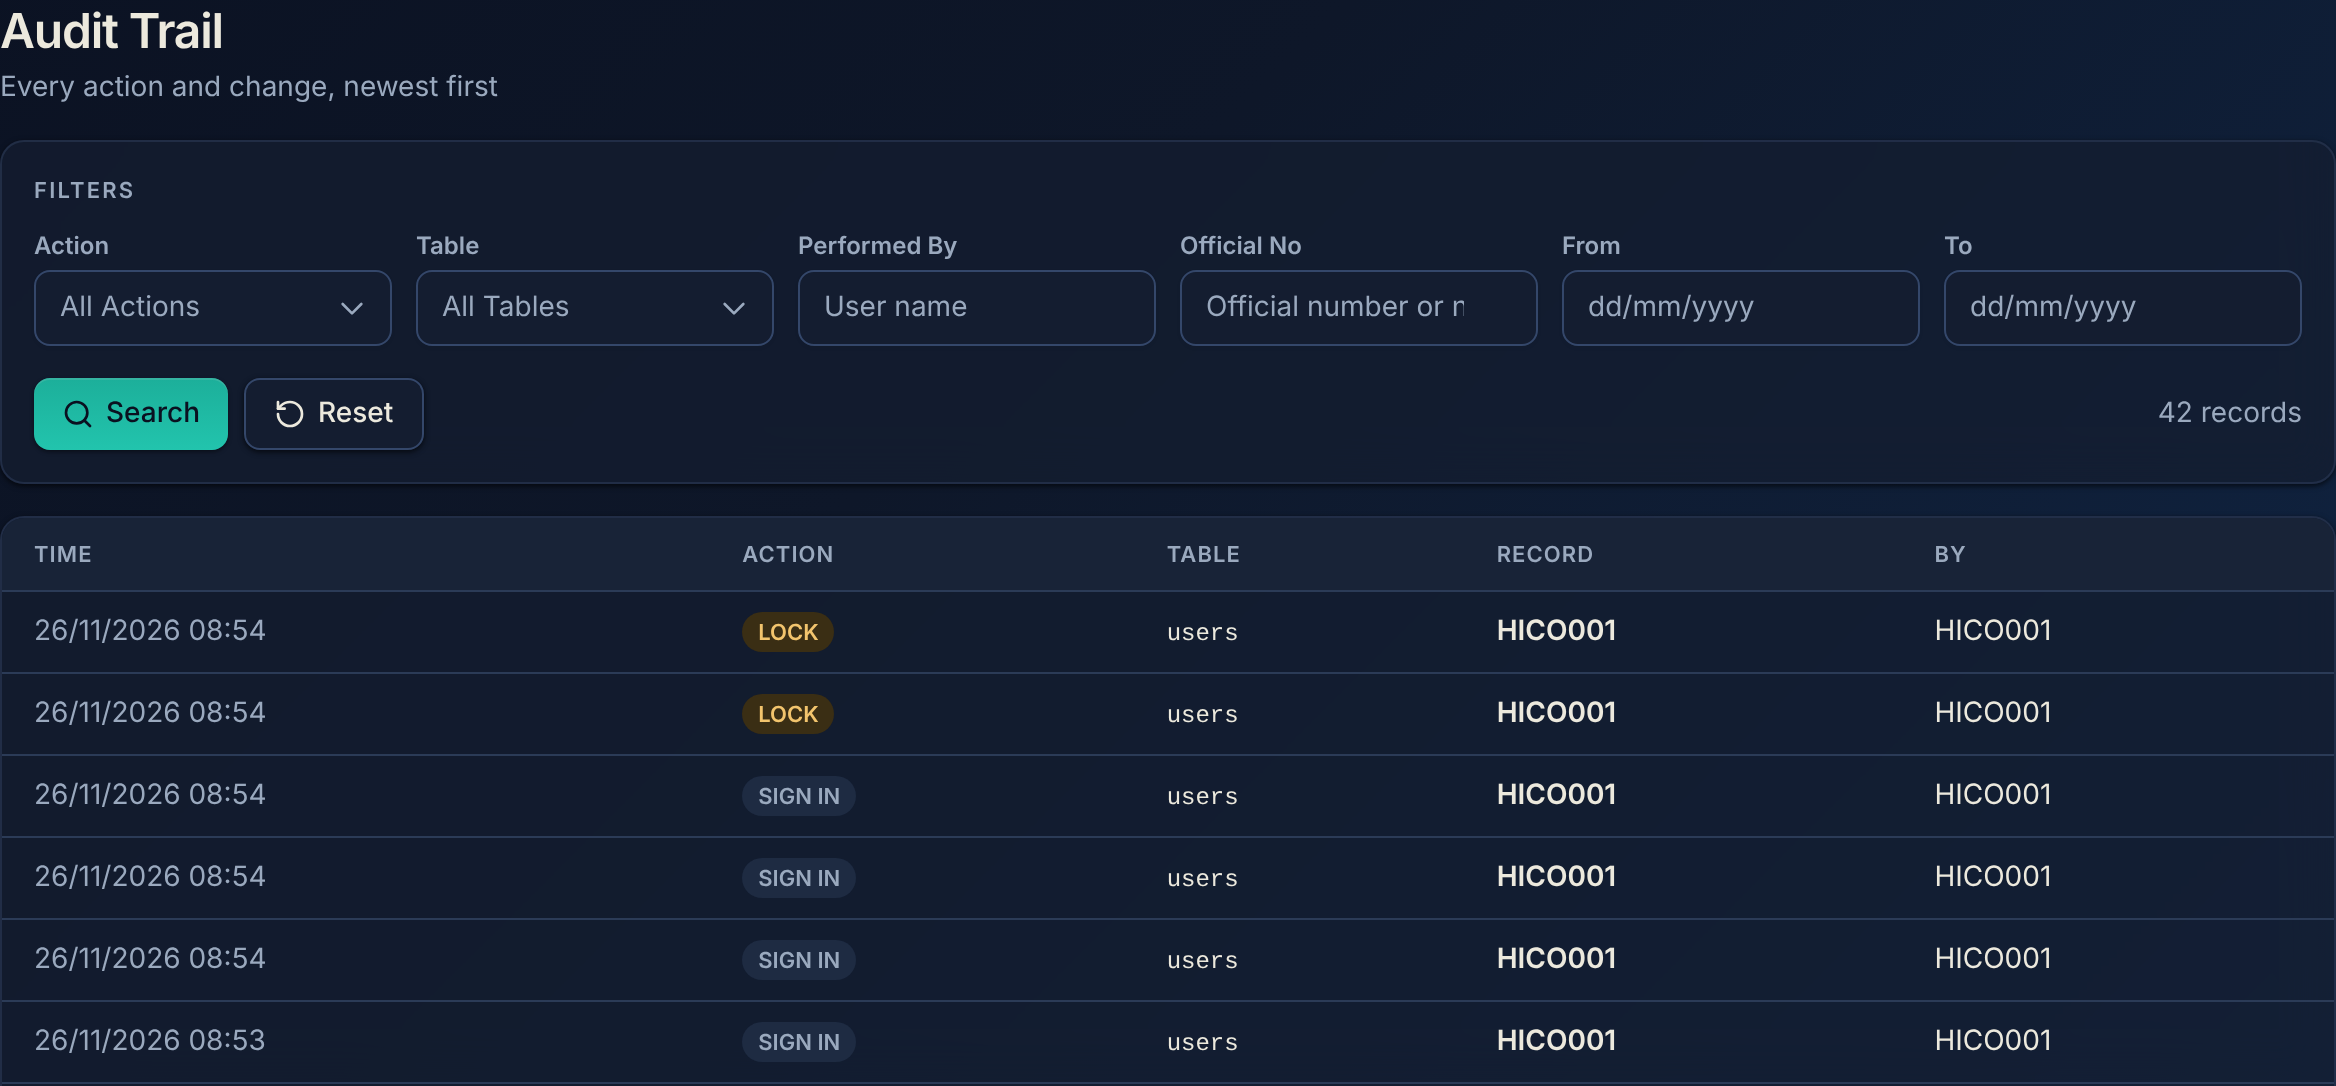 Audit Trail
Every action and change, newest first
FILTERS
Action Table Performed By Official No From To
All Actions All Tables User name Official number or dd/mm/yyyy dd/mm/yyyy
Search Reset 42 records
TIME ACTION TABLE RECORD BY
26/11/2026 08:54 LOCK users HICO001 HICO001
26/11/2026 08:54 LOCK users HICO001 HICO001
26/11/2026 08:54 SIGN IN users HICO001 HICO001
26/11/2026 08:54 SIGN IN users HICO001 HICO001
26/11/2026 08:54 SIGN IN users HICO001 HICO001
26/11/2026 08:53 SIGN IN users HICO001 HICO001